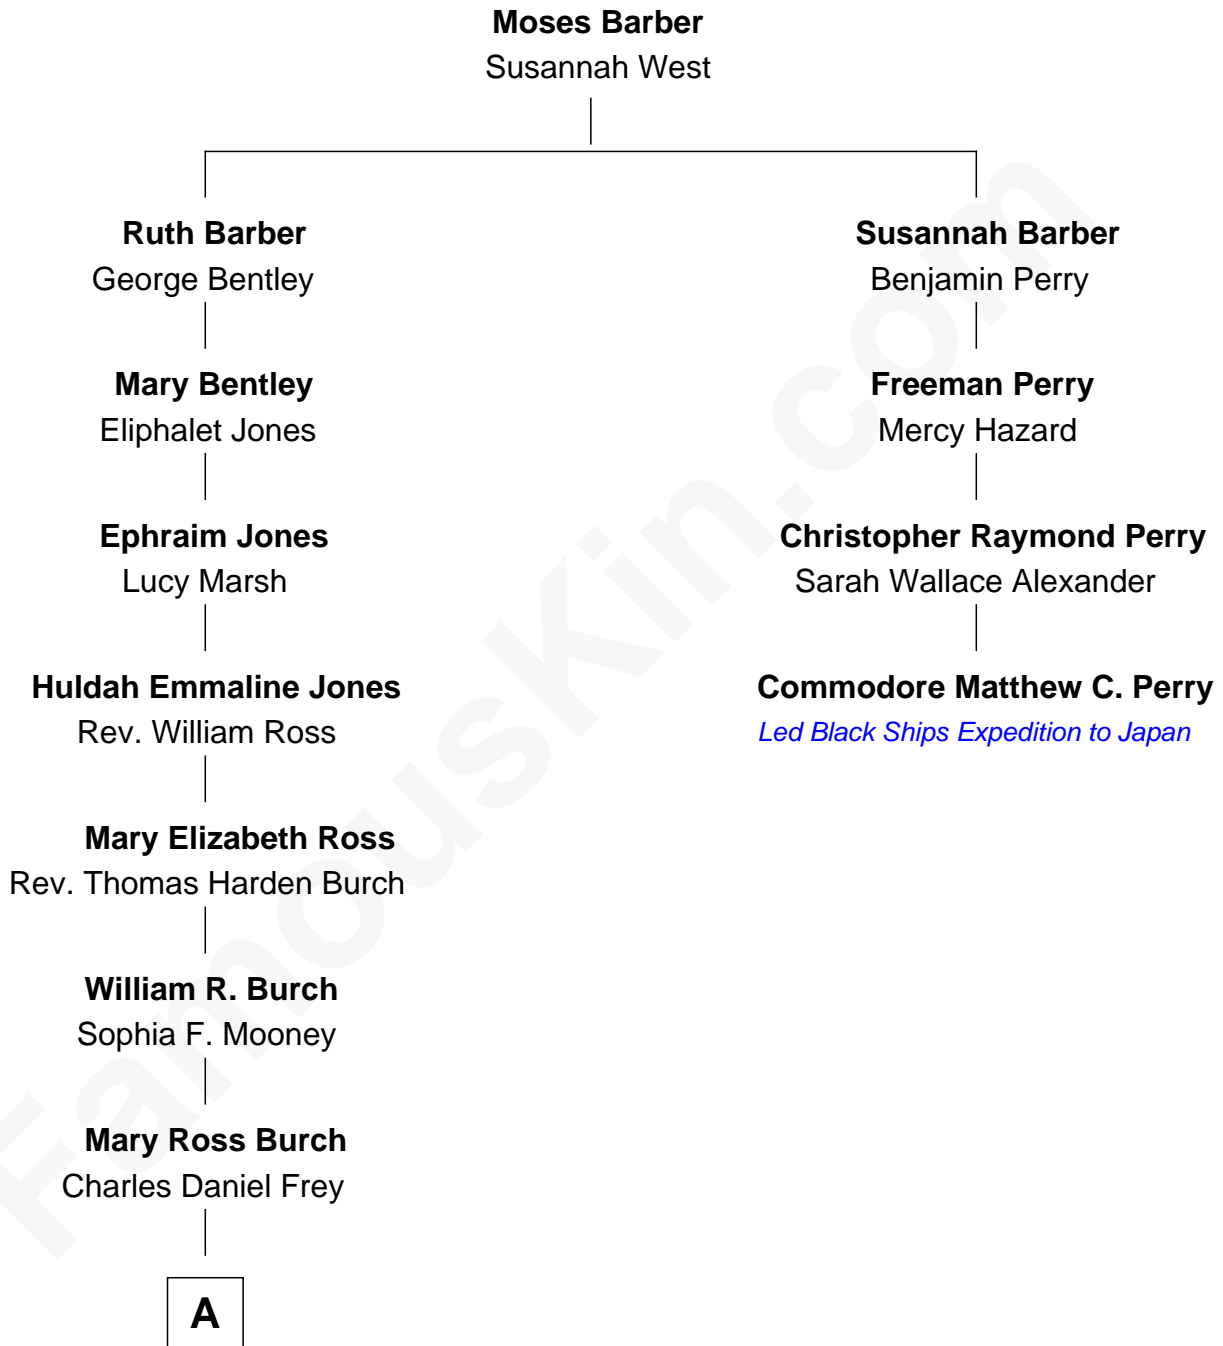 Moses Barber
Susannah West
Ruth Barber
George Bentley
Susannah Barber
Benjamin Perry
Mary Bentley
Eliphalet Jones
Freeman Perry
Mercy Hazard
Ephraim Jones
Lucy Marsh
Christopher Raymond Perry
Sarah Wallace Alexander
Huldah Emmaline Jones
Rev. William Ross
Commodore Matthew C. Perry
Led Black Ships Expedition to Japan
Mary Elizabeth Ross
Rev. Thomas Harden Burch
William R. Burch
Sophia F. Mooney
Mary Ross Burch
Charles Daniel Frey
A
FamousKin.com